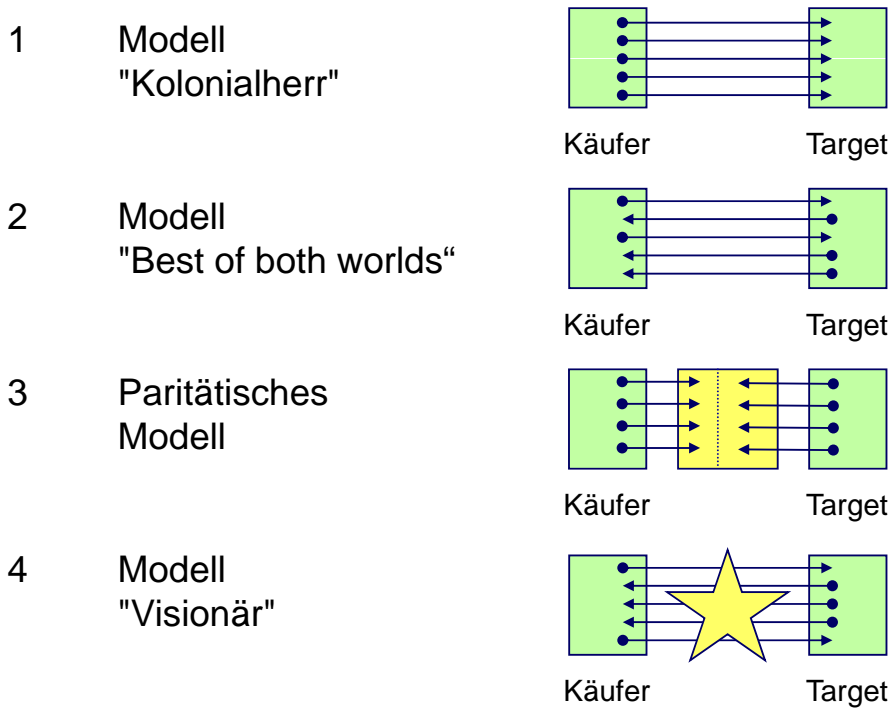 1 Modell
"Kolonialherr"
Käufer Target
2 Modell
"Best of both worlds“
Käufer Target
3 Paritätisches
Modell
Käufer Target
4 Modell
"Visionär"
Käufer Target